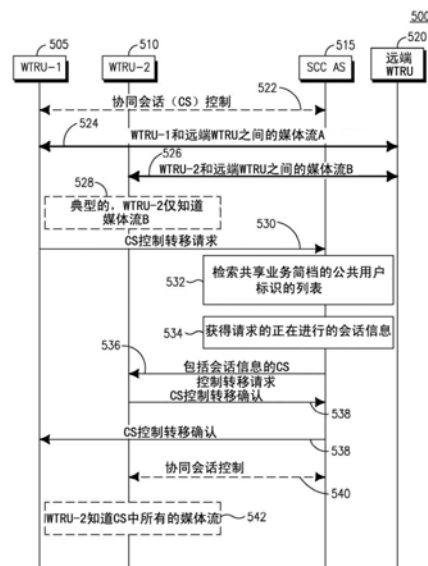 500
505
510
515
520
WTRU-1
WTRU-2
SCC AS
远端
WTRU
522
协同会话（CS）控制
524
WTRU-1和远端WTRU之间的媒体流A
526
WTRU-2和远端WTRU之间的媒体流B
528
典型的，WTRU-2仅知道
媒体流B
530
CS控制转移请求
532
检索共享业务简档的公共用户
标识的列表
534
获得请求的正在进行的会话信息
536
包括会话信息的CS
控制转移请求
CS控制转移确认
538
CS控制转移确认
538
协同会话控制
540
WTRU-2知道CS中所有的媒体流
542